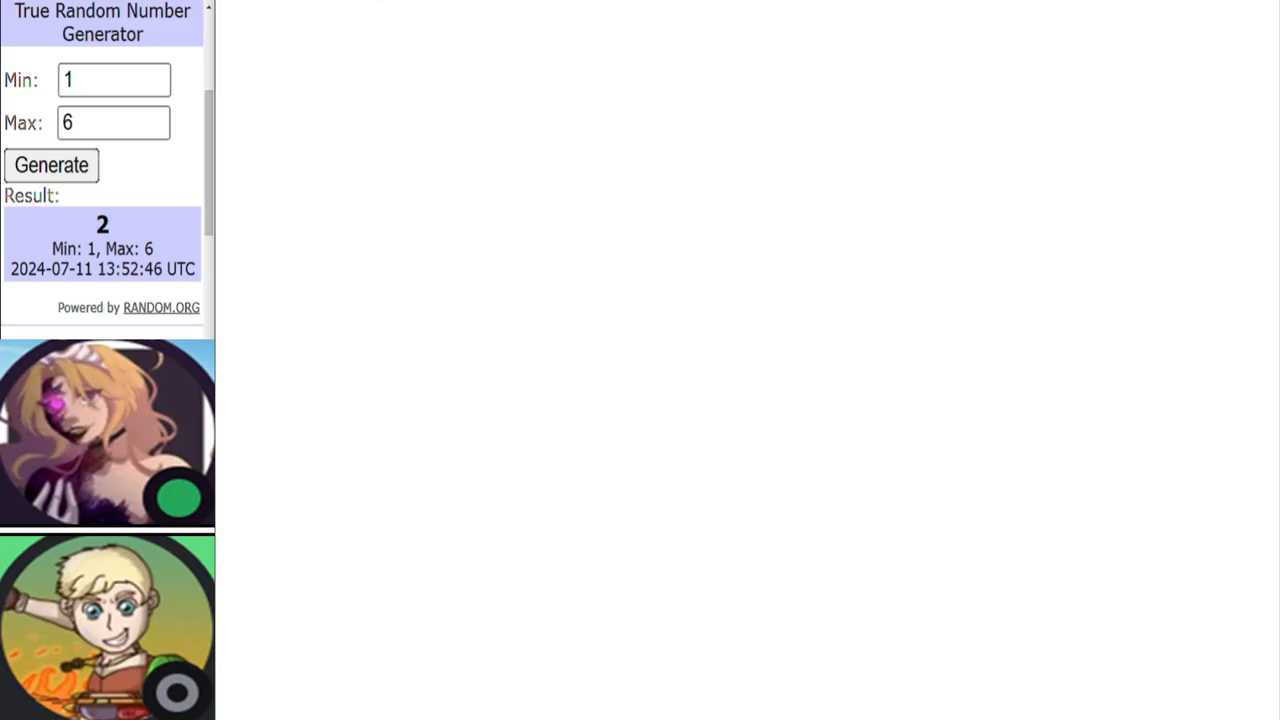 True Random Number
Generator
Min: 1
Max: 6
Generate
Result:
2
Min: 1, Max: 6
2024-07-11 13:52:46 UTC
Powered by RANDOM.ORG